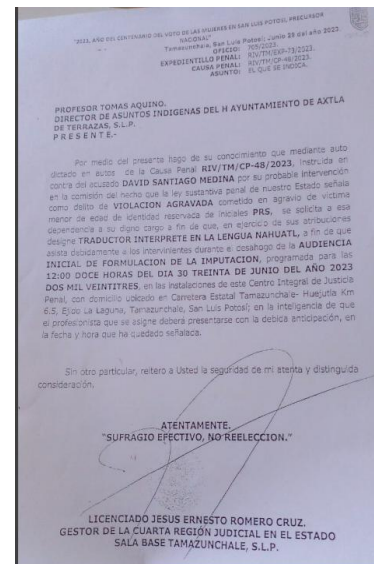 "2023, AÑO DEL CENTENARIO DEL VOTO DE LAS MUJERES EN SAN LUIS POTOSI, PRECURSOR
NACIONAL"
Tamazunchale, San Luis Potosí; Junio 28 del año 2023.
OFICIO: 705/2023.
EXPEDIENTILLO PENAL: RIV/TM/EXP-73/2023.
CAUSA PENAL: RIV/TM/CP-48/2023.
ASUNTO: EL QUE SE INDICA.
PROFESOR TOMAS AQUINO.
DIRECTOR DE ASUNTOS INDIGENAS DEL H AYUNTAMIENTO DE AXTLA
DE TERRAZAS, S.L.P.
P R E S E N T E.-
Por medio del presente hago de su conocimiento que mediante auto
dictado en autos de la Causa Penal RIV/TM/CP-48/2023, instruida en
contra del acusado DAVID SANTIAGO MEDINA por su probable intervención
en la comisión del hecho que la ley sustantiva penal de nuestro Estado señala
como delito de VIOLACION AGRAVADA cometido en agravio de victima
menor de edad de identidad reservada de iniciales PRS, se solicita a esa
dependencia a su digno cargo a fin de que, en ejercicio de sus atribuciones
designe TRADUCTOR INTERPRETE EN LA LENGUA NAHUATL, a fin de que
asista debidamente a los intervinientes durante el desahogo de la AUDIENCIA
INICIAL DE FORMULACION DE LA IMPUTACION, programada para las
12:00 DOCE HORAS DEL DIA 30 TREINTA DE JUNIO DEL AÑO 2023
DOS MIL VEINTITRES, en las instalaciones de este Centro Integral de Justicia
Penal, con domicilio ubicado en Carretera Estatal Tamazunchale- Huejutla Km
6.5, Ejido La Laguna, Tamazunchale, San Luis Potosí; en la inteligencia de que
el profesionista que se asigne deberá presentarse con la debida anticipación, en
la fecha y hora que ha quedado señalada.
Sin otro particular, reitero a Usted la seguridad de mi atenta y distinguida
consideración.
ATENTAMENTE.
"SUFRAGIO EFECTIVO, NO REELECCION."
LICENCIADO JESUS ERNESTO ROMERO CRUZ.
GESTOR DE LA CUARTA REGIÓN JUDICIAL EN EL ESTADO
SALA BASE TAMAZUNCHALE, S.L.P.